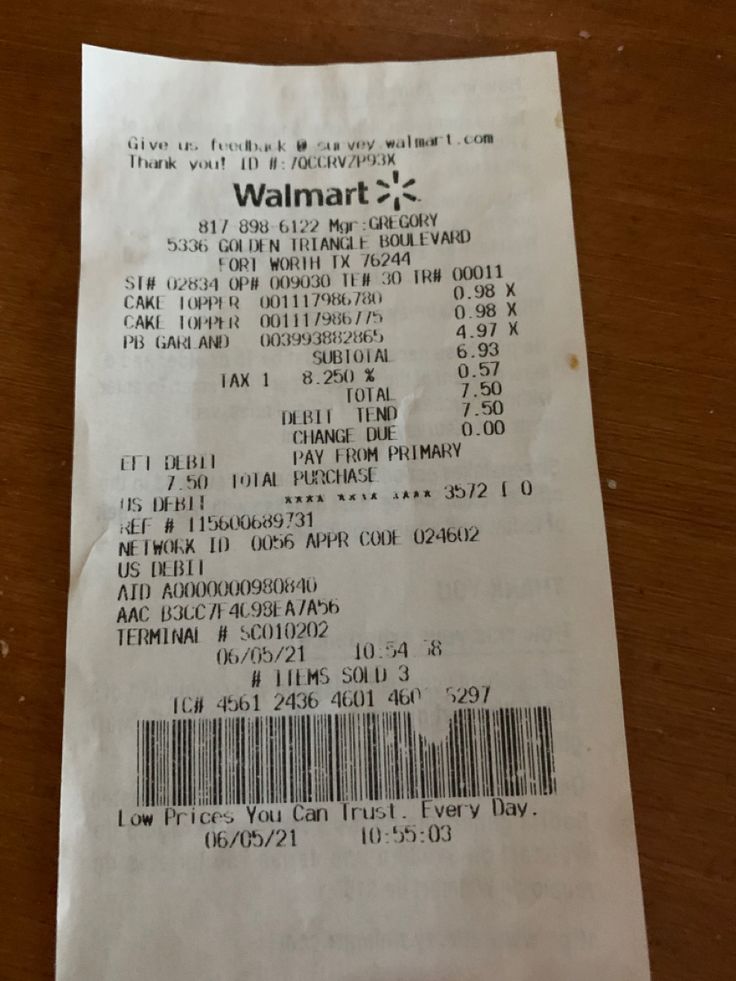 Give us feedback @ survey.walmart.com
Thank you! ID #:7QCCRVZP93X
Walmart
817 898-6122 Mgr:GREGORY
5336 GOLDEN TRIANGLE BOULEVARD
FORT WORTH TX 76244
ST# 02834 OP# 009030 TE# 30 TR# 00011
CAKE TOPPER 001117986780 0.98 X
CAKE TOPPER 001117986775 0.98 X
PB GARLAND 003993882865 4.97 X
SUBTOTAL 6.93
TAX 1 8.250 % 0.57
TOTAL 7.50
DEBIT TEND 7.50
CHANGE DUE 0.00
EFT DEBIT PAY FROM PRIMARY
7.50 TOTAL PURCHASE
US DEBIT **** **** **** 3572 I 0
REF # 115600689731
NETWORK ID 0056 APPR CODE 024602
US DEBIT
AID A0000000980840
AAC B3CC7F4C98EA7A56
TERMINAL # SC010202
06/05/21 10:54
# ITEMS SOLD 3
TC# 4561 2436 4601 5297
Low Prices You Can Trust. Every Day.
06/05/21 10:55:03